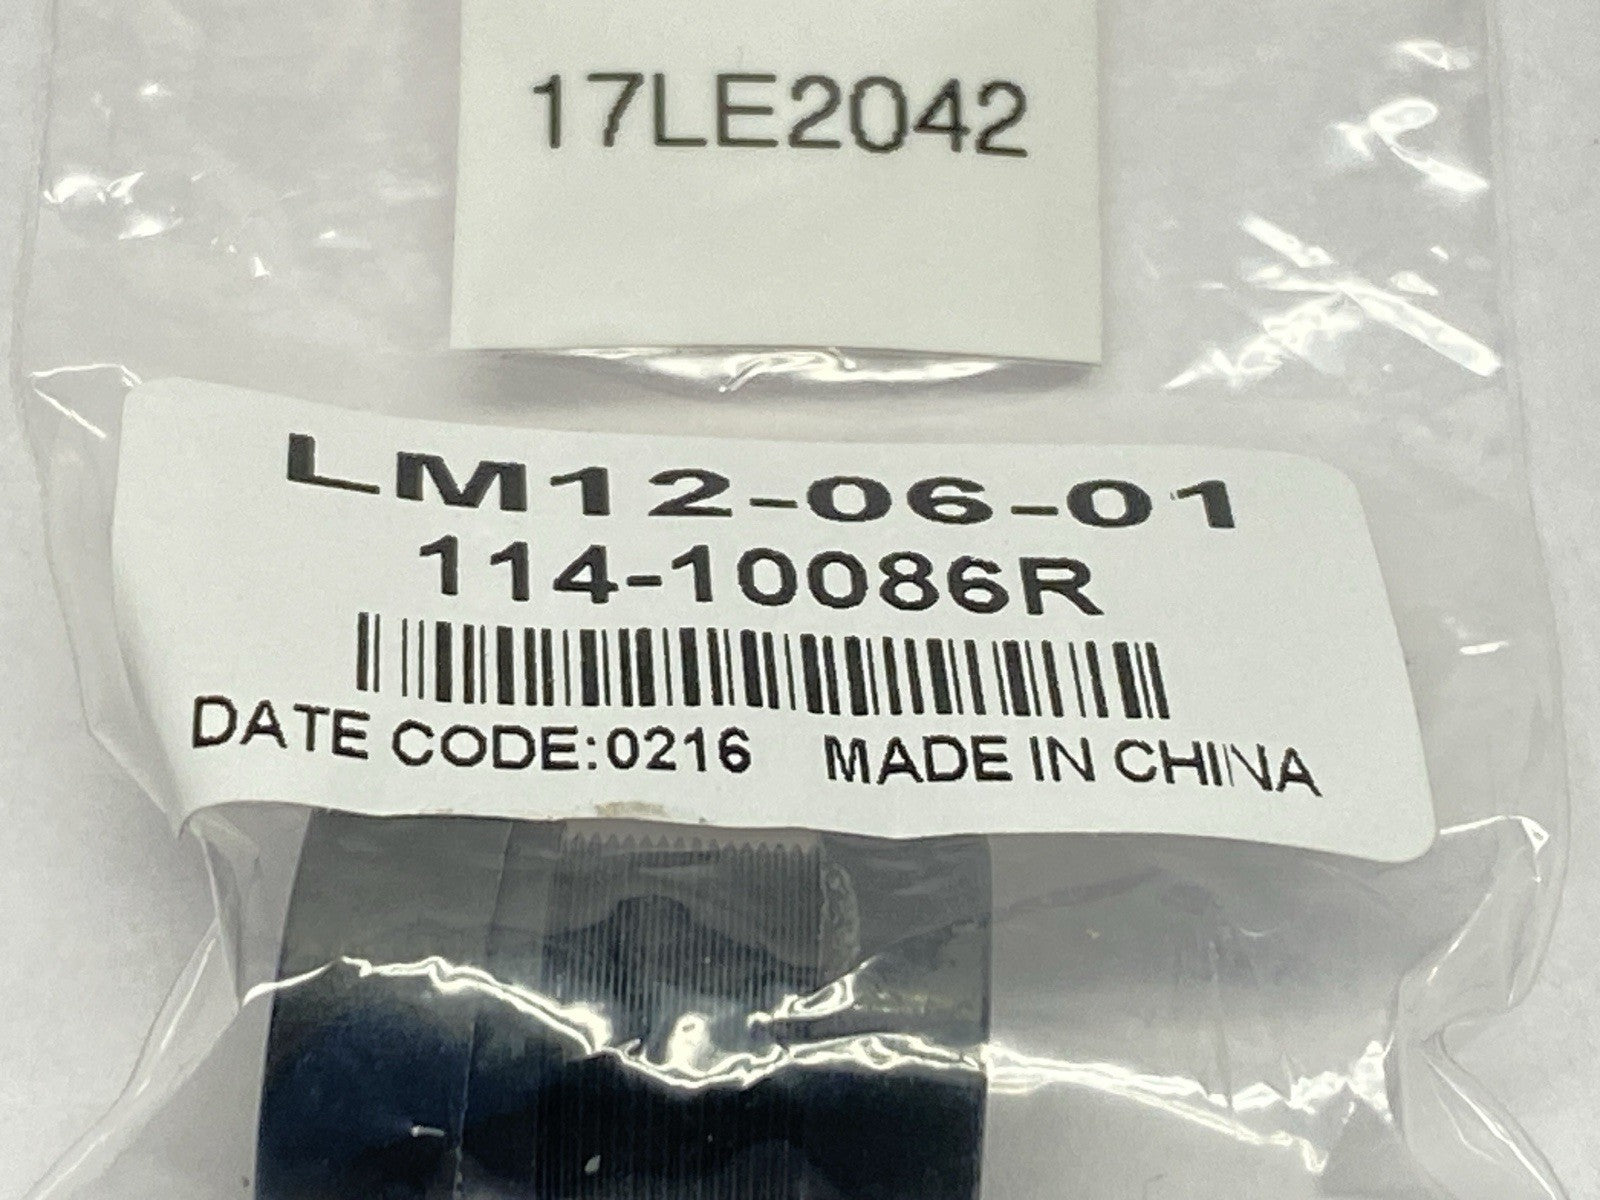 17LE2042
LM12-06-01
114-10086R
DATE CODE:0216 MADE IN CHINA